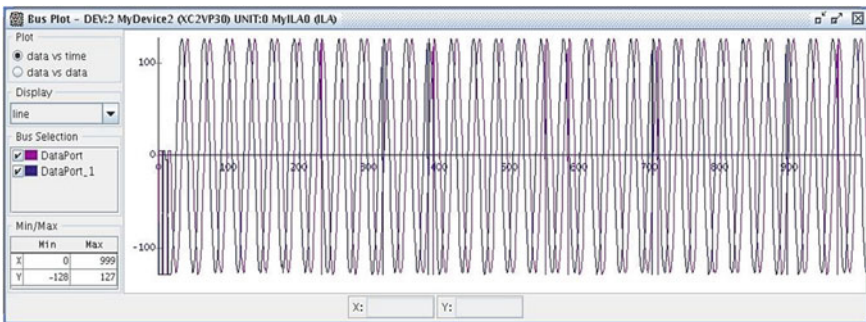 Bus Plot - DEV:2 MyDevice2 (XC2VP30) UNIT:0 MyILA0 (ILA)
Plot
data vs time
data vs data
Display
line
Bus Selection
DataPort
DataPort_1
Min/Max
Min Max
X 0 999
Y -128 127
100
0
-100
0 100 200 300 400 500 600 700 800 900
X: Y: